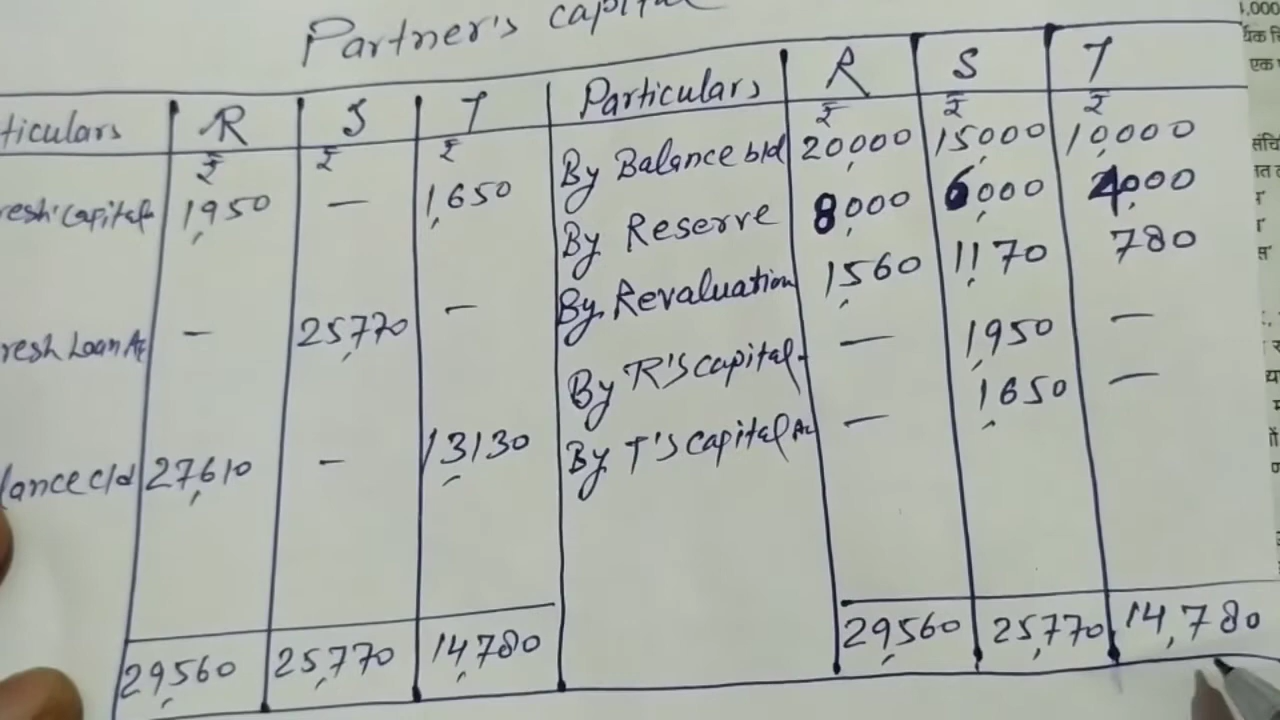 Partner's capital
ticulars R S T Particulars R S T
₹ ₹ ₹ ₹ ₹ ₹
By Balance b/d 20,000 15,000 10,000
resh' Capital 1,950 — 1,650 By Reserve 8,000 6,000 4,000
By Revaluation 1,560 1,170 780
resh Loan A/c — 25,770 — By R's capital — 1,950 —
By T's Capital Ac — 1,650 —
lance c/d 27,610 — 13,130
29,560 25,770 14,780 29,560 25,770 14,780
,000
एक